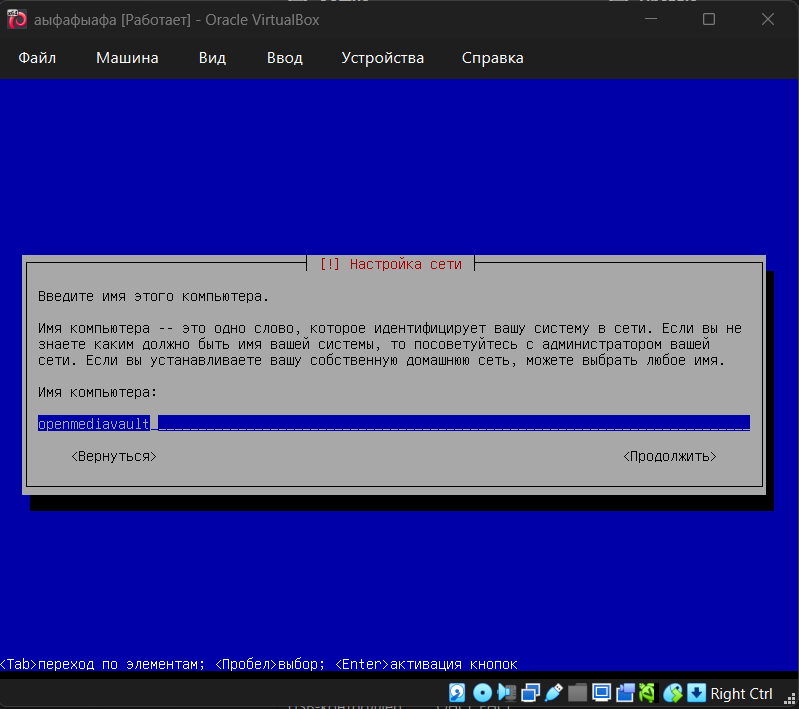 аыфафыафа [Работает] - Oracle VirtualBox
Файл Машина Вид Ввод Устройства Справка
[!] Настройка сети
Введите имя этого компьютера.
Имя компьютера -- это одно слово, которое идентифицирует вашу систему в сети. Если вы не
знаете каким должно быть имя вашей системы, то посоветуйтесь с администратором вашей
сети. Если вы устанавливаете вашу собственную домашнюю сеть, можете выбрать любое имя.
Имя компьютера:
openmediavault
<Вернуться> <Продолжить>
<Tab>переход по элементам; <Пробел>выбор; <Enter>активация кнопок
Right Ctrl